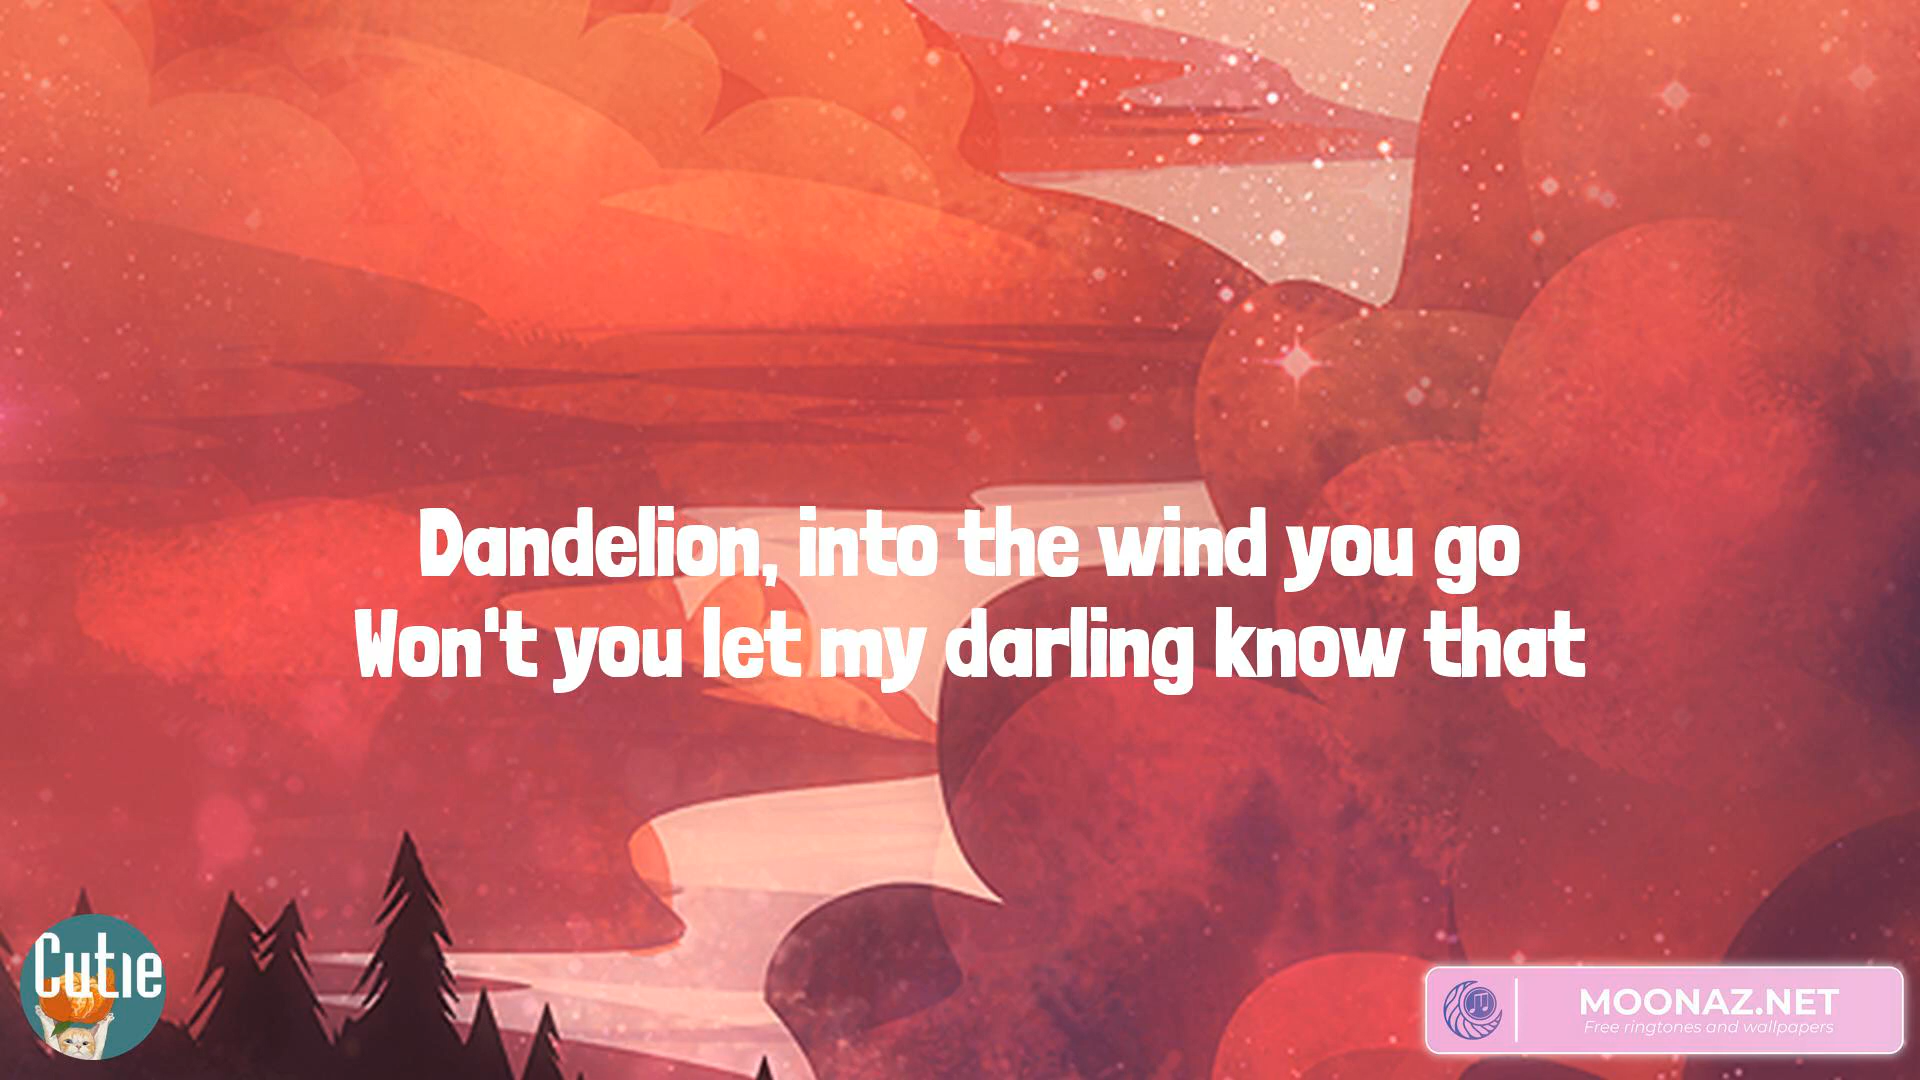 Dandelion, into the wind you go
Won't you let my darling know that
Cutie
MOONAZ.NET
Free ringtones and wallpapers